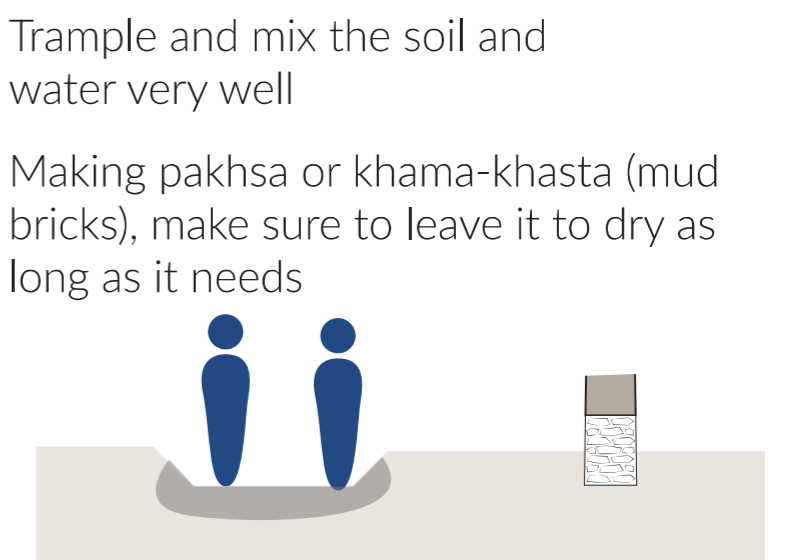 Trample and mix the soil and
water very well
Making pakhsa or khama-khasta (mud
bricks), make sure to leave it to dry as
long as it needs